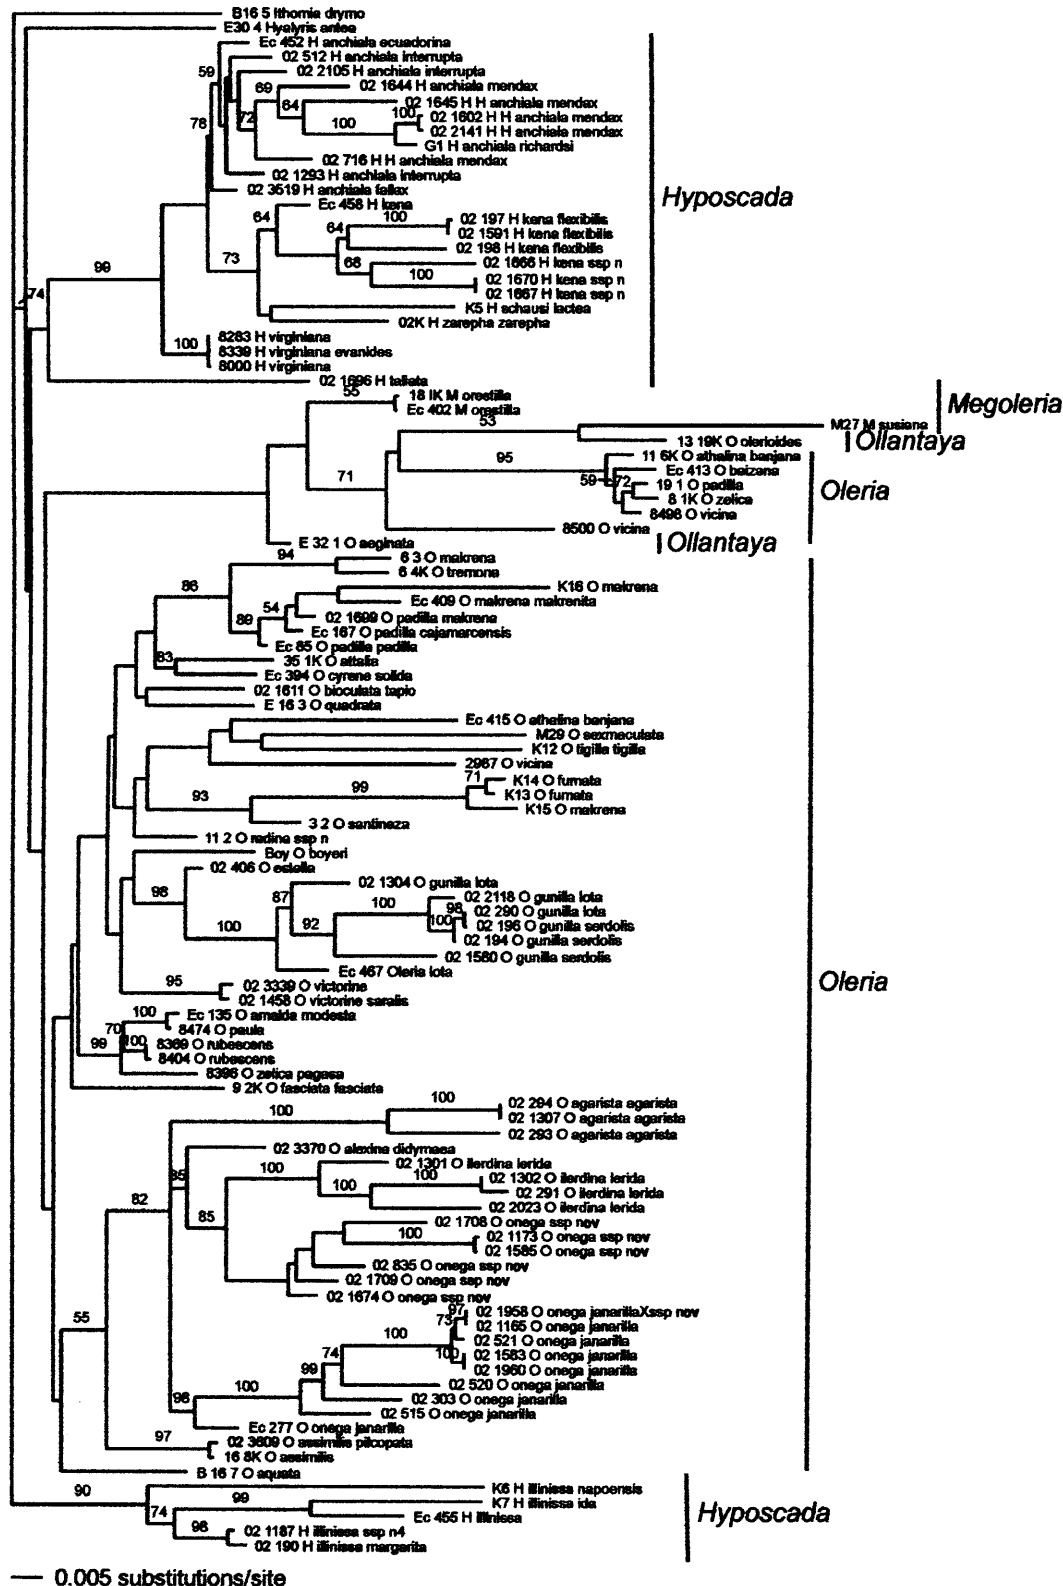 B16 5 Ithomia drymo
E30 4 Hyalyris antea
Ec 452 H anchiala ecuadorina
02 512 H anchiala interrupta
59
02 2105 H anchiala interrupta
69
02 1644 H anchiala mendax
64
02 1645 H H anchiala mendax
100
02 1602 H H anchiala mendax
78
72
100
02 2141 H H anchiala mendax
G1 H anchiala richardsi
02 716 H H anchiala mendax
02 1293 H anchiala interrupta
02 3519 H anchiala fallax
Hyposcada
Ec 458 H kena
64
100
02 197 H kena flexibilis
64
02 1591 H kena flexibilis
02 198 H kena flexibilis
73
68
02 1666 H kena ssp n
99
100
02 1670 H kena ssp n
02 1667 H kena ssp n
74
K5 H schausi lactea
02K H zarepha zarepha
8283 H virginiana
100
8339 H virginiana evanides
8000 H virginiana
02 1696 H taliata
55
18 IK M orestilla
Ec 402 M orestilla
Megoleria
53
M27 M susiana
13 19K O olerioides
Ollantaya
95
11 6K O athalina banjana
Ec 413 O baizana
71
59
72
19 1 O padilla
Oleria
8 1K O zelica
8498 O vicina
8500 O vicina
E 32 1 O aeginata
Ollantaya
94
6 3 O makrena
6 4K O tremona
86
K16 O makrena
Ec 409 O makrena makrenita
54
02 1699 O padilla makrena
89
Ec 167 O padilla cajamarcensis
Ec 85 O padilla padilla
83
35 1K O attalia
Ec 394 O cyrene solida
02 1611 O bioculata tapio
E 16 3 O quadrata
Ec 415 O athalina banjana
M29 O sexmaculata
K12 O tigilla tigilla
2987 O vicina
71
K14 O fumata
99
K13 O fumata
93
K15 O makrena
3 2 O santineza
11 2 O radina ssp n
Boy O boyeri
02 406 O estella
98
02 1304 O gunilla lota
87
100
02 2118 O gunilla lota
98
02 290 O gunilla lota
100
92
100
02 196 O gunilla serdolis
02 194 O gunilla serdolis
02 1560 O gunilla serdolis
Ec 467 Oleria lota
Oleria
95
02 3339 O victorine
02 1458 O victorine saralis
100
Ec 135 O amalda modesta
70
8474 O paula
99
100
8369 O rubescens
8404 O rubescens
8396 O zelica pagasa
9 2K O fasciata fasciata
100
100
02 294 O agarista agarista
02 1307 O agarista agarista
02 293 O agarista agarista
02 3370 O alexina didymaea
85
100
02 1301 O ilerdina lerida
100
02 1302 O ilerdina lerida
82
100
02 291 O ilerdina lerida
02 2023 O ilerdina lerida
85
02 1708 O onega ssp nov
100
02 1173 O onega ssp nov
02 1585 O onega ssp nov
02 835 O onega ssp nov
02 1709 O onega ssp nov
02 1674 O onega ssp nov
55
97
02 1958 O onega janarillaXssp nov
73
02 1165 O onega janarilla
100
02 521 O onega janarilla
74
100
02 1583 O onega janarilla
02 1960 O onega janarilla
99
02 520 O onega janarilla
98
100
02 303 O onega janarilla
02 515 O onega janarilla
Ec 277 O onega janarilla
97
02 3609 O assimilis pilcopata
16 8K O assimilis
B 16 7 O aquata
90
K6 H illinissa napoensis
99
K7 H illinissa ida
74
Ec 455 H illinissa
Hyposcada
98
02 1187 H illinissa ssp n4
02 190 H illinissa margarita
0.005 substitutions/site